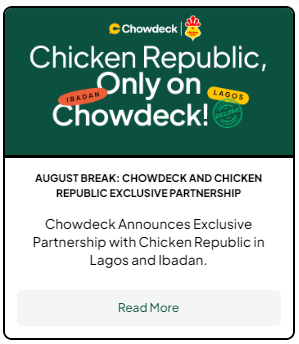 Chowdeck
Chicken Republic,
Only on
IBADAN
LAGOS
Chowdeck!
EXCLUSIVE
AUGUST BREAK: CHOWDECK AND CHICKEN
REPUBLIC EXCLUSIVE PARTNERSHIP
Chowdeck Announces Exclusive
Partnership with Chicken Republic in
Lagos and Ibadan.
Read More